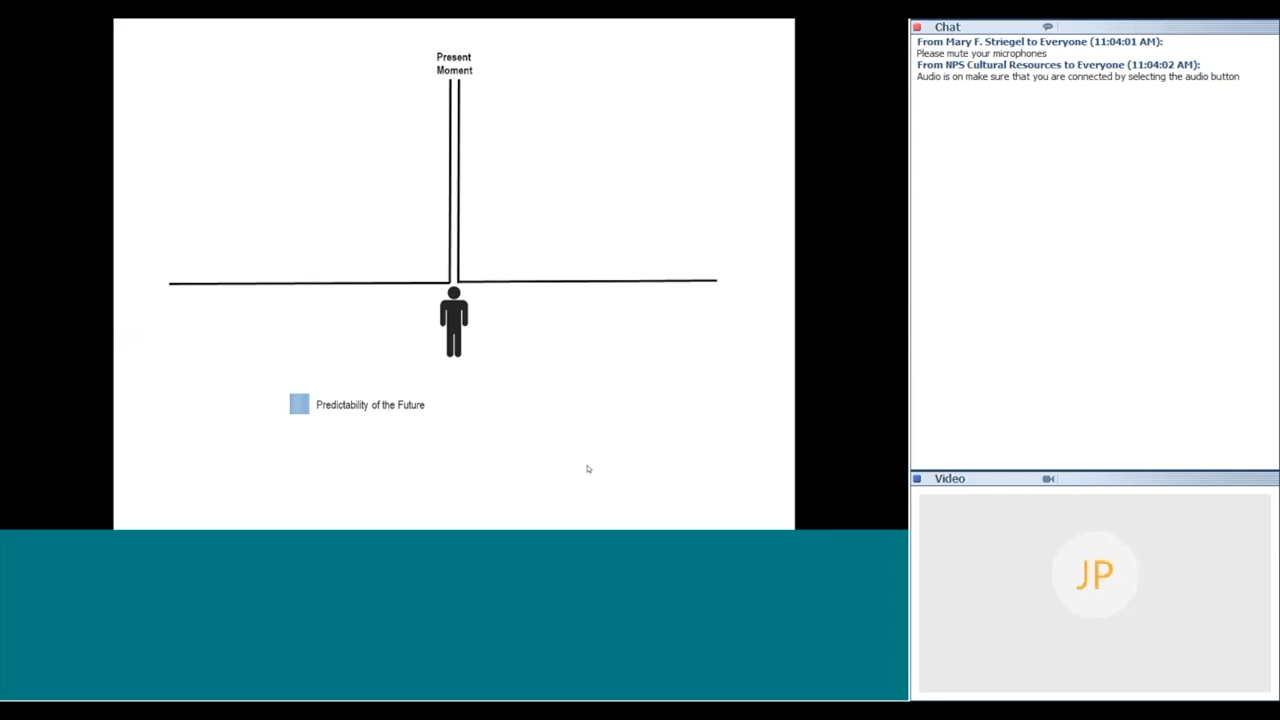 Present
Moment
Predictability of the Future
Chat
From Mary F. Striegel to Everyone (11:04:01 AM):
Please mute your microphones
From NPS Cultural Resources to Everyone (11:04:02 AM):
Audio is on make sure that you are connected by selecting the audio button
Video
JP